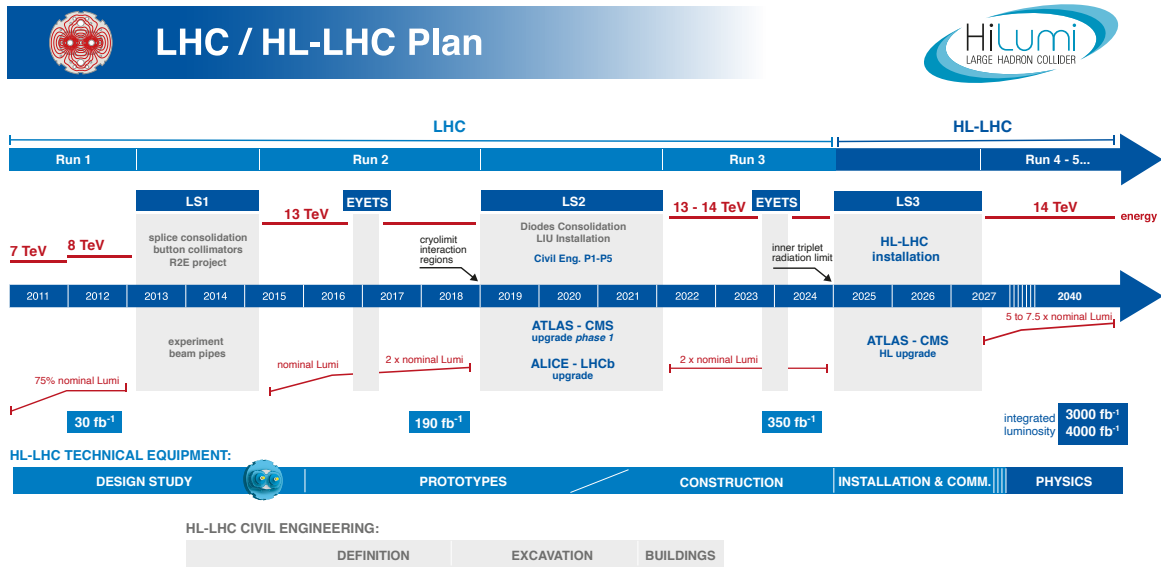 LHC / HL-LHC Plan
HiLumi
LARGE HADRON COLLIDER
LHC
HL-LHC
Run 1
Run 2
Run 3
Run 4 - 5...
LS1
EYETS
LS2
EYETS
LS3
13 TeV
13 - 14 TeV
14 TeV
energy
7 TeV
8 TeV
splice consolidation
button collimators
R2E project
cryolimit
interaction
regions
Diodes Consolidation
LIU Installation
Civil Eng. P1-P5
inner triplet
radiation limit
HL-LHC
installation
2011
2012
2013
2014
2015
2016
2017
2018
2019
2020
2021
2022
2023
2024
2025
2026
2027
2040
5 to 7.5 x nominal Lumi
experiment
beam pipes
ATLAS - CMS
upgrade phase 1
ALICE - LHCb
upgrade
ATLAS - CMS
HL upgrade
75% nominal Lumi
nominal Lumi
2 x nominal Lumi
2 x nominal Lumi
30 fb⁻¹
190 fb⁻¹
350 fb⁻¹
integrated
luminosity
3000 fb⁻¹
4000 fb⁻¹
HL-LHC TECHNICAL EQUIPMENT:
DESIGN STUDY
PROTOTYPES
CONSTRUCTION
INSTALLATION & COMM.
PHYSICS
HL-LHC CIVIL ENGINEERING:
DEFINITION
EXCAVATION
BUILDINGS